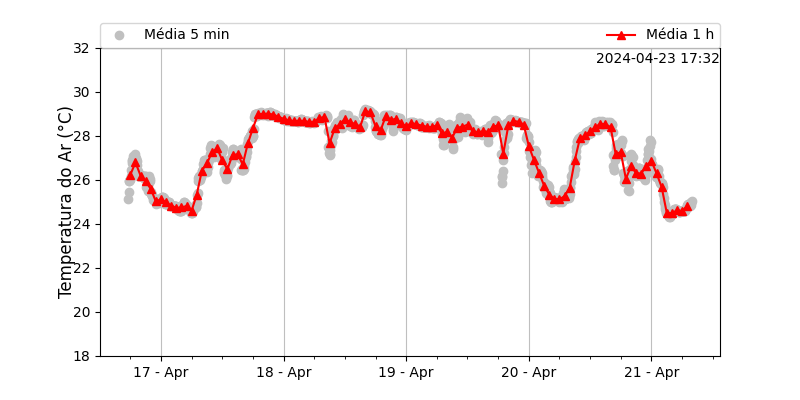 Média 5 min
Média 1 h
2024-04-23 17:32
Temperatura do Ar (°C)
32
30
28
26
24
22
20
18
17 - Apr
18 - Apr
19 - Apr
20 - Apr
21 - Apr